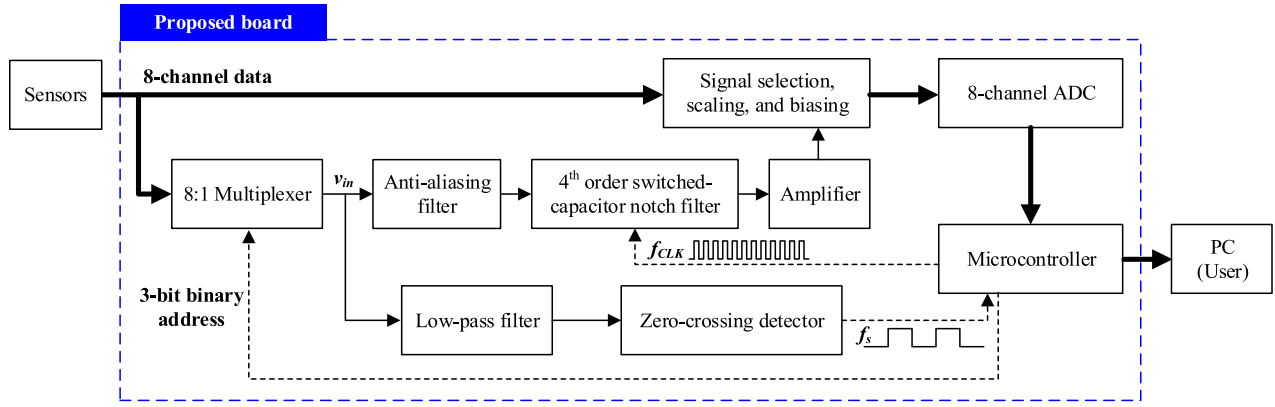 Proposed board
Sensors
8-channel data
Signal selection,
scaling, and biasing
8-channel ADC
8:1 Multiplexer
v_in
Anti-aliasing
filter
4th order switched-
capacitor notch filter
Amplifier
f_CLK
Microcontroller
PC
(User)
3-bit binary
address
Low-pass filter
Zero-crossing detector
f_s